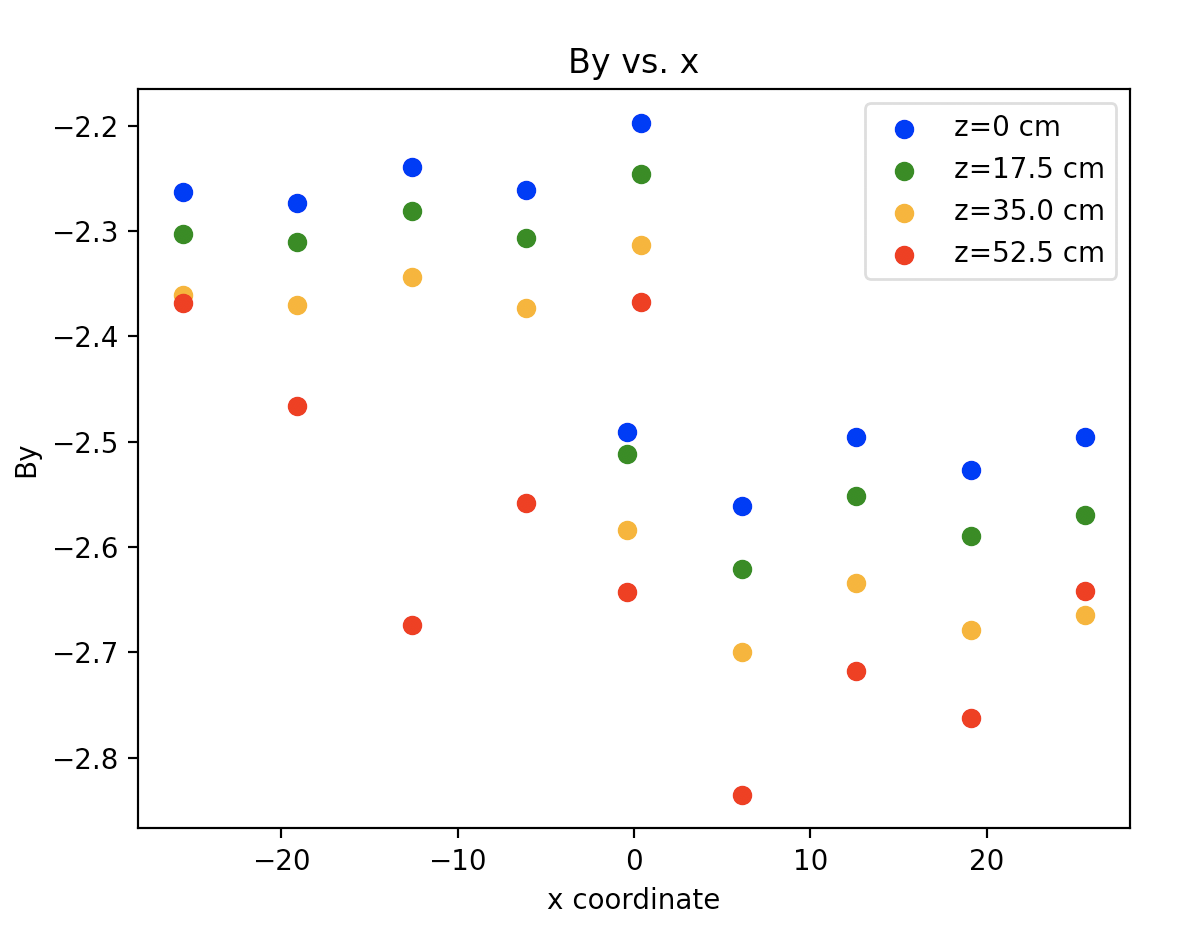 By vs. x
z=0 cm
z=17.5 cm
z=35.0 cm
z=52.5 cm
−2.2
−2.3
−2.4
−2.5
−2.6
−2.7
−2.8
By
−20 −10 0 10 20
x coordinate